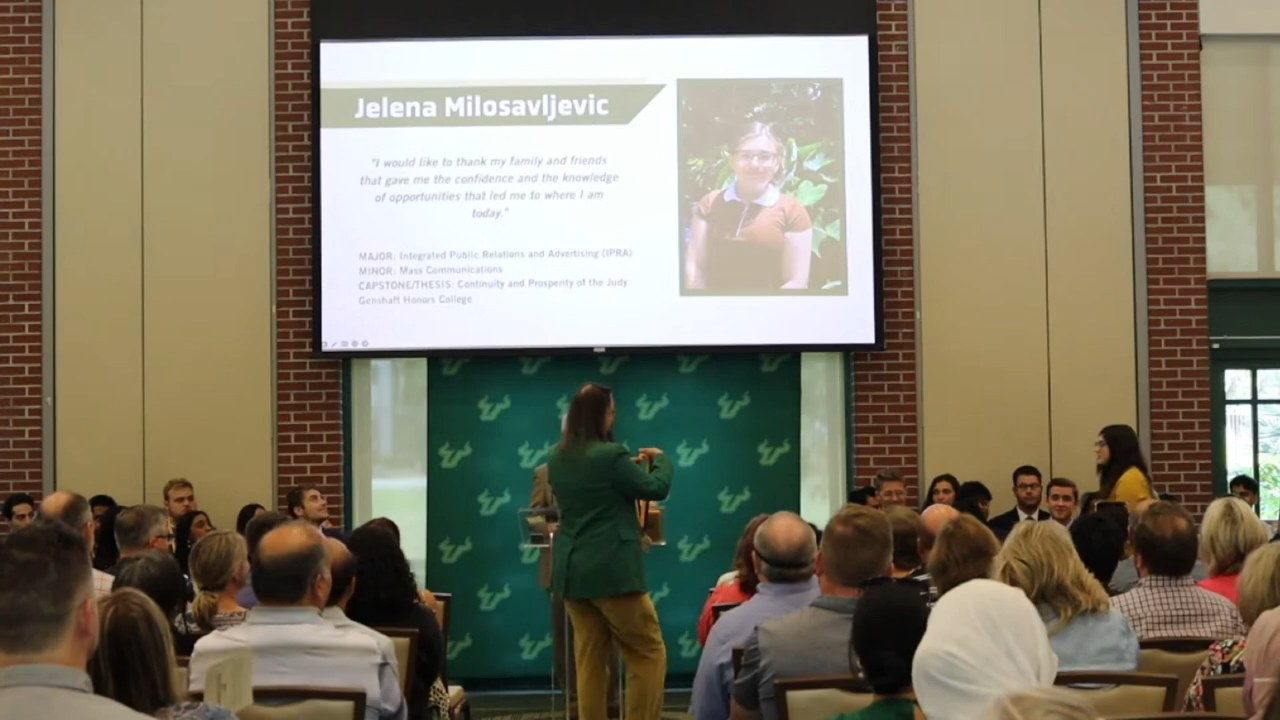 Jelena Milosavljevic
"I would like to thank my family and friends
that gave me the confidence and the knowledge
of opportunities that led me to where I am
today."
MAJOR: Integrated Public Relations and Advertising (IPRA)
MINOR: Mass Communications
CAPSTONE/THESIS: Continuity and Prosperity of the Judy
Genshaft Honors College